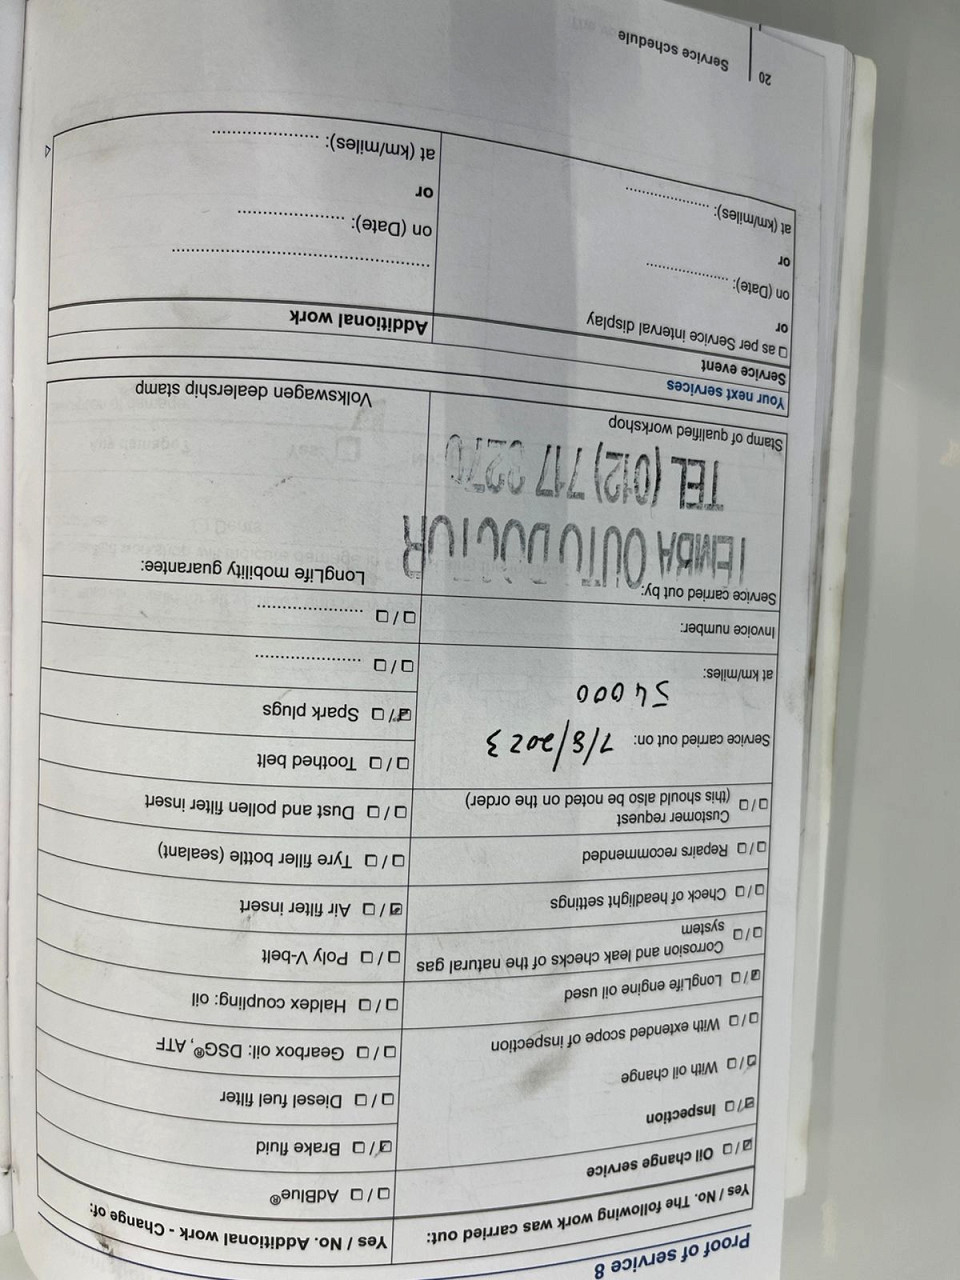 Proof of service 8
Yes / No. The following work was carried out:
☑ / ❏ Oil change service
☑ / ❏ Inspection
☑ / ❏ With oil change
❏ / ❏ With extended scope of inspection
☑ / ❏ LongLife engine oil used
❏ / ❏ Corrosion and leak checks of the natural gas
system
❏ / ❏ Check of headlight settings
❏ / ❏ Repairs recommended
❏ / ❏ Customer request
(this should also be noted on the order)
Service carried out on: 7/8/2023
54 000
at km/miles:
Invoice number:
Service carried out by:
TEMBA OUTO DOCTOR
TEL (012) 717
Stamp of qualified workshop
Yes / No. Additional work - Change of:
❏ / ❏ AdBlue®
☑ / ❏ Brake fluid
❏ / ❏ Diesel fuel filter
❏ / ❏ Gearbox oil: DSG®, ATF
❏ / ❏ Haldex coupling: oil
❏ / ❏ Poly V-belt
☑ / ❏ Air filter insert
❏ / ❏ Tyre filler bottle (sealant)
❏ / ❏ Dust and pollen filter insert
❏ / ❏ Toothed belt
☑ / ❏ Spark plugs
❏ / ❏ ....................
❏ / ❏ ....................
LongLife mobility guarantee:
Volkswagen dealership stamp
Your next services
Service event
❏ as per Service interval display
or
on (Date): ................
or
at (km/miles): ................
Additional work
................................................
on (Date): ....................
or
at (km/miles): ....................
20
Service schedule